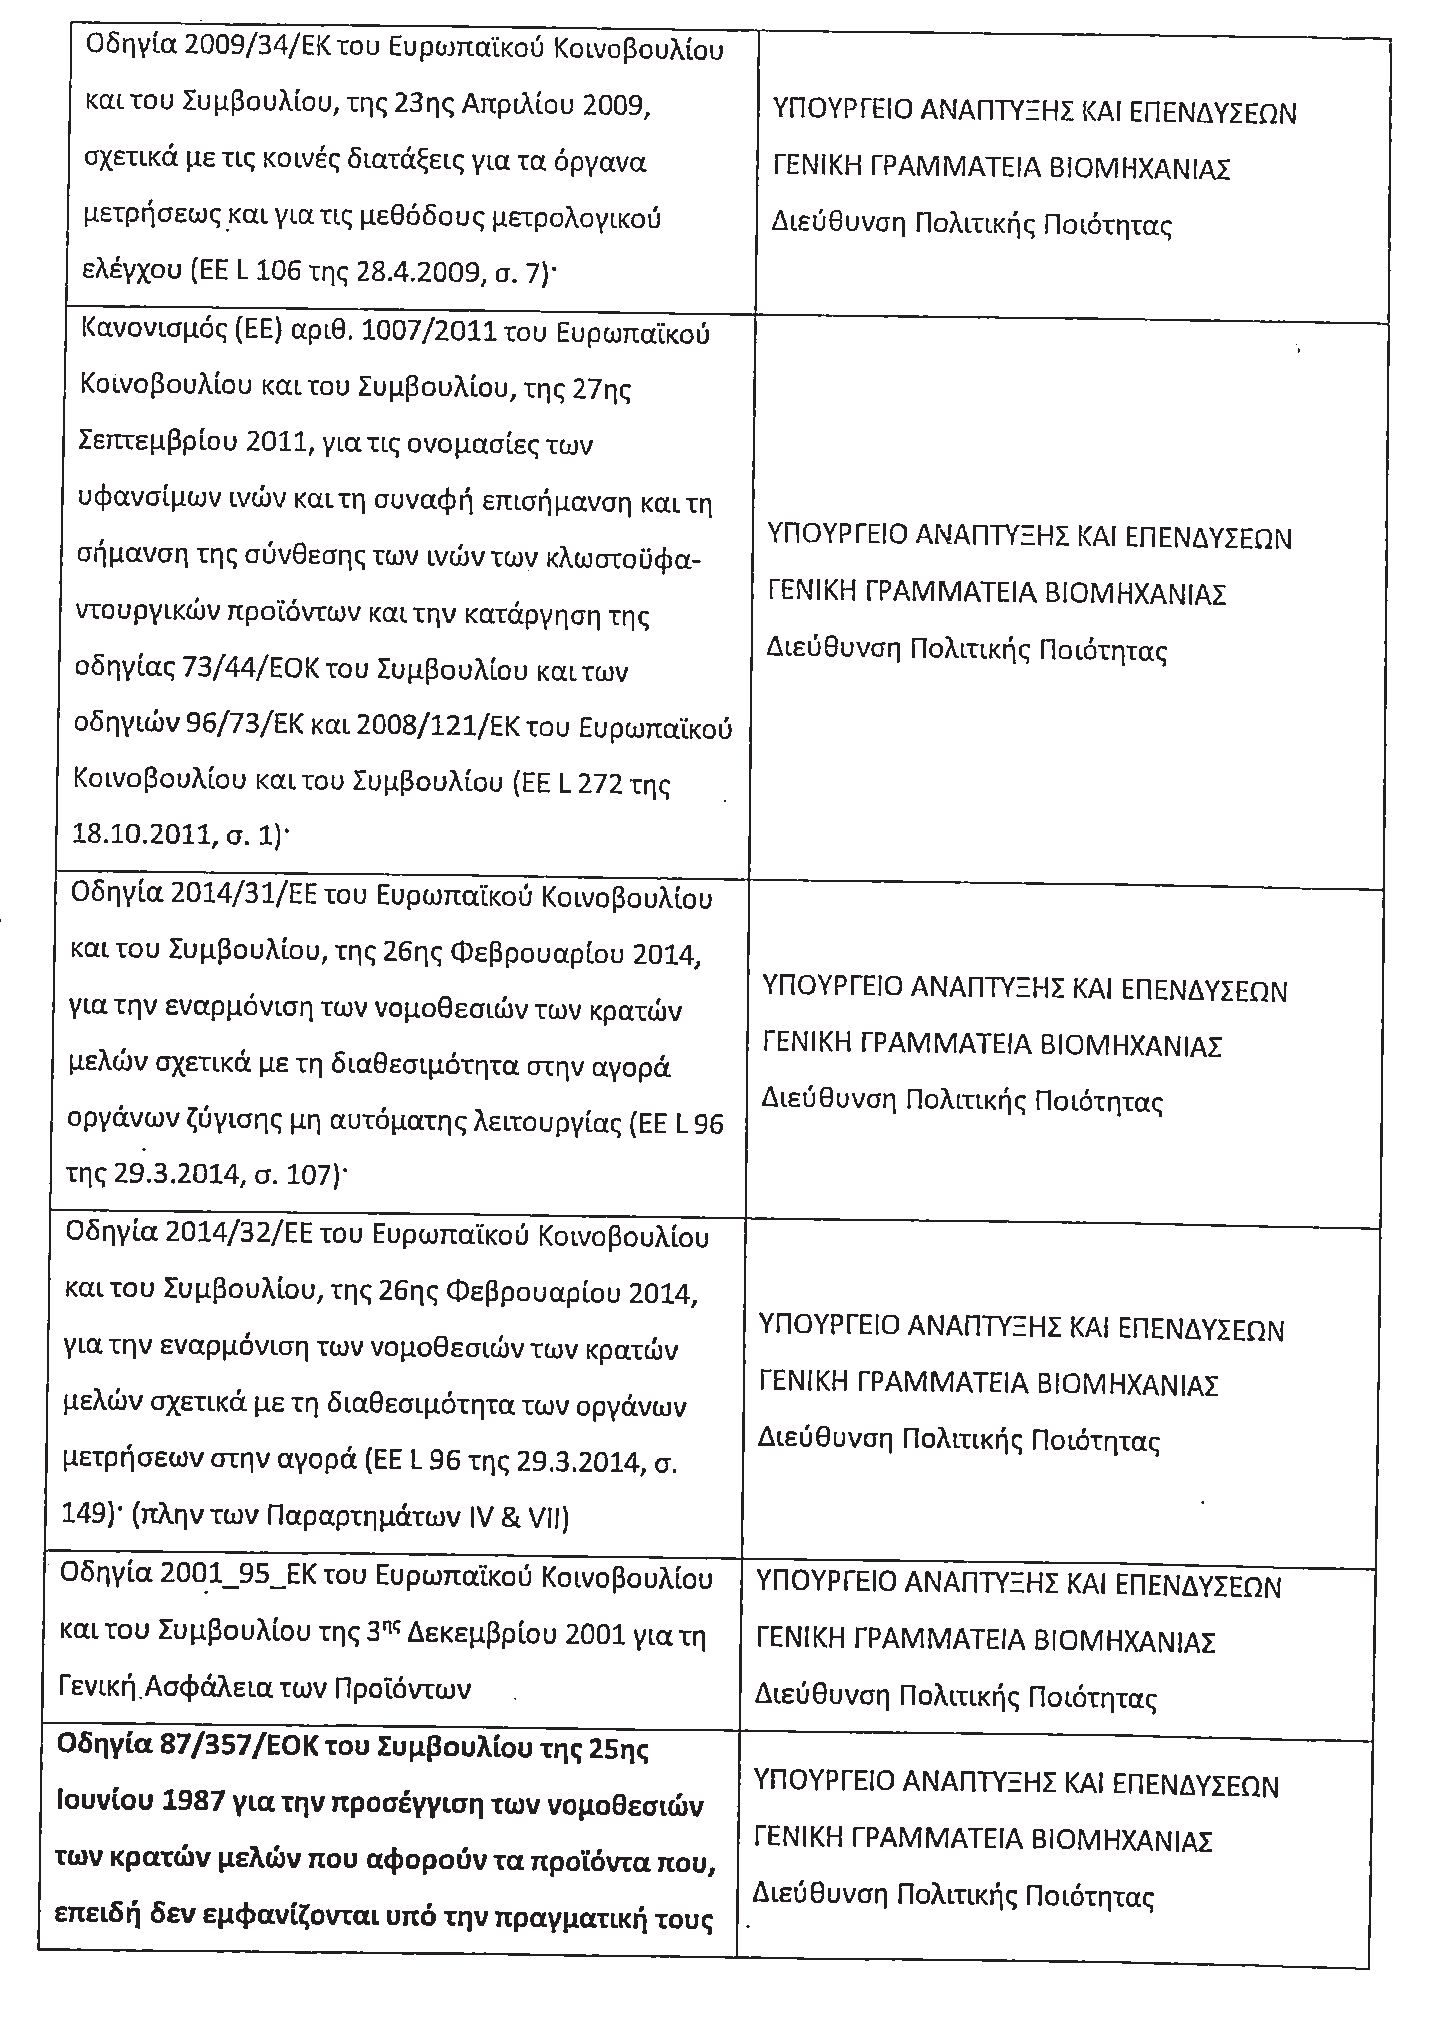 Οδηγία 2009/34/ΕΚ του Ευρωπαϊκού Κοινοβουλίου
και του Συμβουλίου, της 23ης Απριλίου 2009,
σχετικά με τις κοινές διατάξεις για τα όργανα
μετρήσεως και για τις μεθόδους μετρολογικού
ελέγχου (ΕΕ L 106 της 28.4.2009, σ. 7)·
ΥΠΟΥΡΓΕΙΟ ΑΝΑΠΤΥΞΗΣ ΚΑΙ ΕΠΕΝΔΥΣΕΩΝ
ΓΕΝΙΚΗ ΓΡΑΜΜΑΤΕΙΑ ΒΙΟΜΗΧΑΝΙΑΣ
Διεύθυνση Πολιτικής Ποιότητας
Κανονισμός (ΕΕ) αριθ. 1007/2011 του Ευρωπαϊκού
Κοινοβουλίου και του Συμβουλίου, της 27ης
Σεπτεμβρίου 2011, για τις ονομασίες των
υφανσίμων ινών και τη συναφή επισήμανση και τη
σήμανση της σύνθεσης των ινών των κλωστοϋφα-
ντουργικών προϊόντων και την κατάργηση της
οδηγίας 73/44/ΕΟΚ του Συμβουλίου και των
οδηγιών 96/73/ΕΚ και 2008/121/ΕΚ του Ευρωπαϊκού
Κοινοβουλίου και του Συμβουλίου (ΕΕ L 272 της
18.10.2011, σ. 1)·
ΥΠΟΥΡΓΕΙΟ ΑΝΑΠΤΥΞΗΣ ΚΑΙ ΕΠΕΝΔΥΣΕΩΝ
ΓΕΝΙΚΗ ΓΡΑΜΜΑΤΕΙΑ ΒΙΟΜΗΧΑΝΙΑΣ
Διεύθυνση Πολιτικής Ποιότητας
Οδηγία 2014/31/ΕΕ του Ευρωπαϊκού Κοινοβουλίου
και του Συμβουλίου, της 26ης Φεβρουαρίου 2014,
για την εναρμόνιση των νομοθεσιών των κρατών
μελών σχετικά με τη διαθεσιμότητα στην αγορά
οργάνων ζύγισης μη αυτόματης λειτουργίας (ΕΕ L 96
της 29.3.2014, σ. 107)·
ΥΠΟΥΡΓΕΙΟ ΑΝΑΠΤΥΞΗΣ ΚΑΙ ΕΠΕΝΔΥΣΕΩΝ
ΓΕΝΙΚΗ ΓΡΑΜΜΑΤΕΙΑ ΒΙΟΜΗΧΑΝΙΑΣ
Διεύθυνση Πολιτικής Ποιότητας
Οδηγία 2014/32/ΕΕ του Ευρωπαϊκού Κοινοβουλίου
και του Συμβουλίου, της 26ης Φεβρουαρίου 2014,
για την εναρμόνιση των νομοθεσιών των κρατών
μελών σχετικά με τη διαθεσιμότητα των οργάνων
μετρήσεων στην αγορά (ΕΕ L 96 της 29.3.2014, σ.
149)· (πλην των Παραρτημάτων IV & VII)
ΥΠΟΥΡΓΕΙΟ ΑΝΑΠΤΥΞΗΣ ΚΑΙ ΕΠΕΝΔΥΣΕΩΝ
ΓΕΝΙΚΗ ΓΡΑΜΜΑΤΕΙΑ ΒΙΟΜΗΧΑΝΙΑΣ
Διεύθυνση Πολιτικής Ποιότητας
Οδηγία 2001_95_ΕΚ του Ευρωπαϊκού Κοινοβουλίου
και του Συμβουλίου της 3ης Δεκεμβρίου 2001 για τη
Γενική Ασφάλεια των Προϊόντων
ΥΠΟΥΡΓΕΙΟ ΑΝΑΠΤΥΞΗΣ ΚΑΙ ΕΠΕΝΔΥΣΕΩΝ
ΓΕΝΙΚΗ ΓΡΑΜΜΑΤΕΙΑ ΒΙΟΜΗΧΑΝΙΑΣ
Διεύθυνση Πολιτικής Ποιότητας
Οδηγία 87/357/ΕΟΚ του Συμβουλίου της 25ης
Ιουνίου 1987 για την προσέγγιση των νομοθεσιών
των κρατών μελών που αφορούν τα προϊόντα που,
επειδή δεν εμφανίζονται υπό την πραγματική τους
ΥΠΟΥΡΓΕΙΟ ΑΝΑΠΤΥΞΗΣ ΚΑΙ ΕΠΕΝΔΥΣΕΩΝ
ΓΕΝΙΚΗ ΓΡΑΜΜΑΤΕΙΑ ΒΙΟΜΗΧΑΝΙΑΣ
Διεύθυνση Πολιτικής Ποιότητας